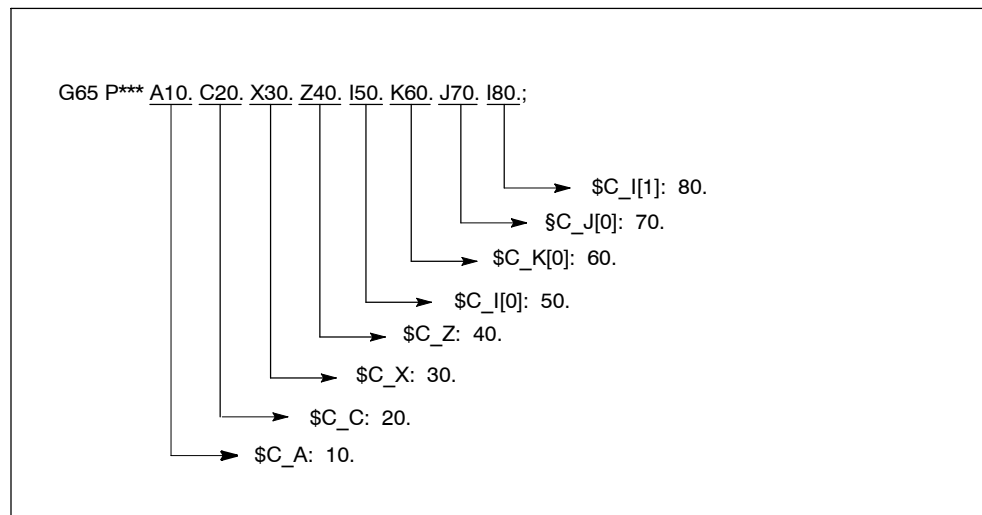 G65 P*** A10. C20. X30. Z40. I50. K60. J70. I80.;
$C_I[1]: 80.
§C_J[0]: 70.
$C_K[0]: 60.
$C_I[0]: 50.
$C_Z: 40.
$C_X: 30.
$C_C: 20.
$C_A: 10.